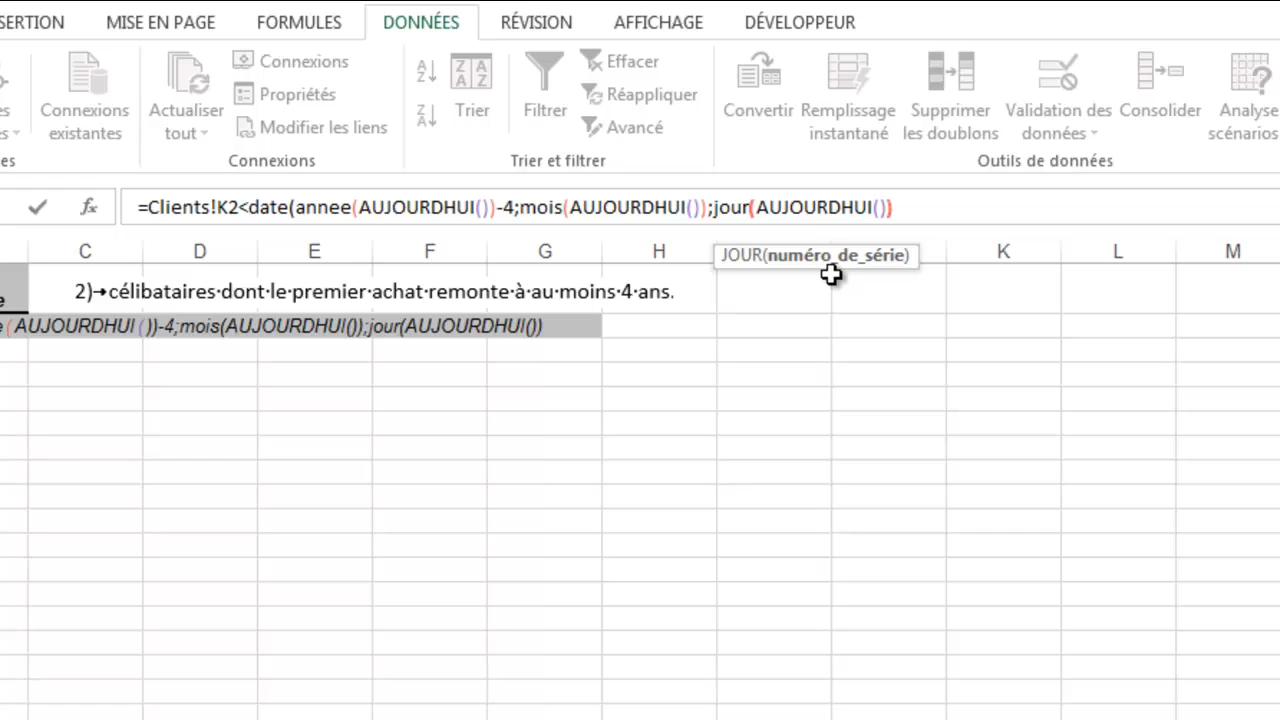 SERTION MISE EN PAGE FORMULES DONNÉES RÉVISION AFFICHAGE DÉVELOPPEUR
Connexions existantes
Actualiser tout
Connexions
Propriétés
Modifier les liens
Connexions
Trier
Filtrer
Effacer
Réappliquer
Avancé
Trier et filtrer
Convertir
Remplissage instantané
Supprimer les doublons
Validation des données
Consolider
Analyse scénarios
Outils de données
fx =Clients!K2<date(annee(AUJOURDHUI())-4;mois(AUJOURDHUI());jour(AUJOURDHUI())
C D E F G H K L M
JOUR(numéro_de_série)
2)→célibataires·dont·le·premier·achat·remonte·à·au·moins·4·ans.
e(AUJOURDHUI())-4;mois(AUJOURDHUI());jour(AUJOURDHUI())